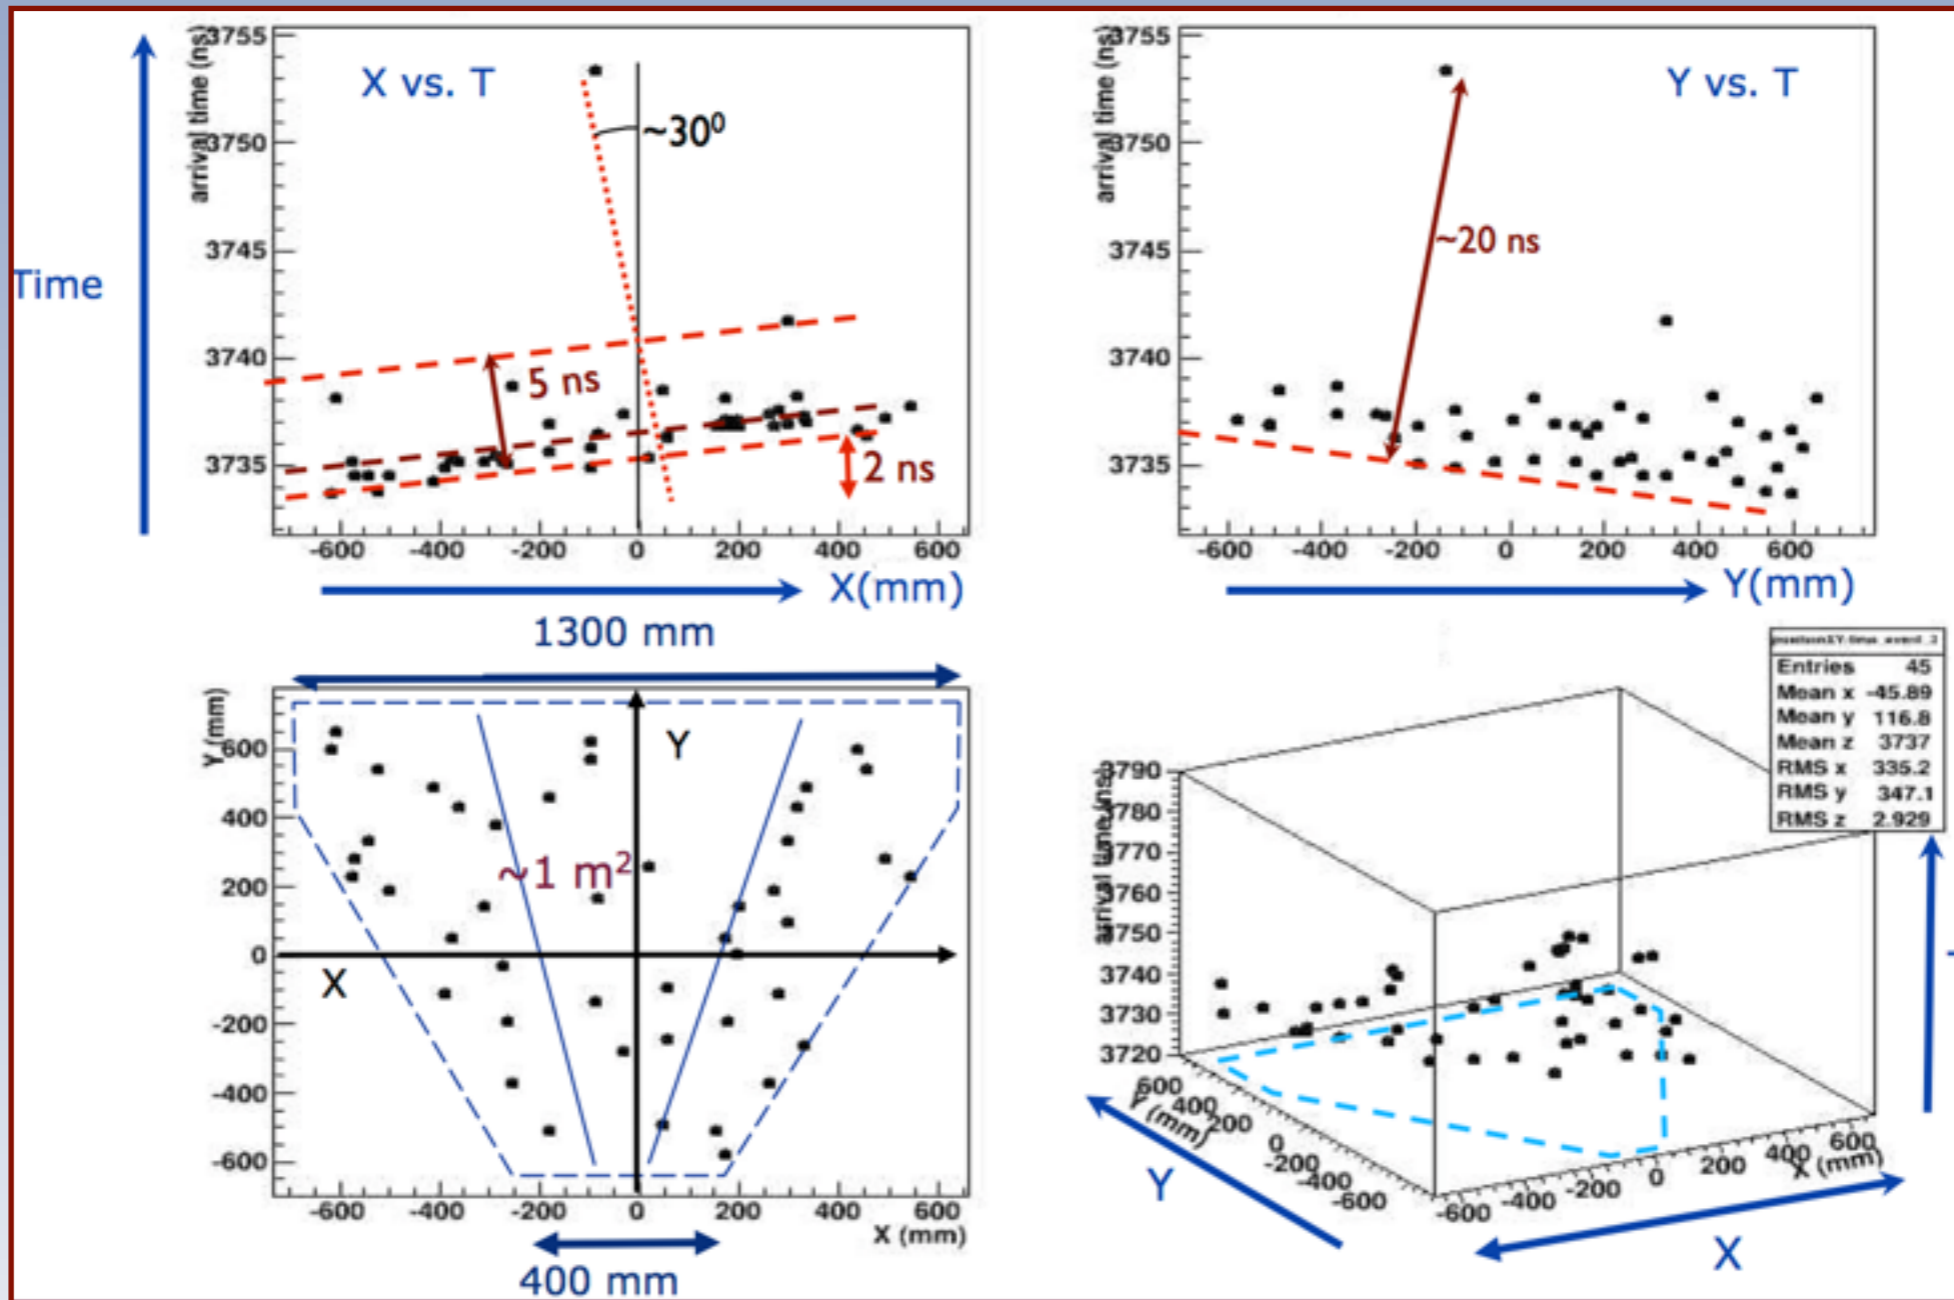 X vs. T
arrival time (ns)
3755
3750
3745
3740
3735
~30⁰
5 ns
2 ns
Time
-600 -400 -200 0 200 400 600
X(mm)
1300 mm
Y vs. T
arrival time (ns)
3755
3750
3745
3740
3735
~20 ns
-600 -400 -200 0 200 400 600
Y(mm)
Y (mm)
600
400
200
0
-200
-400
-600
Y
X
~1 m²
-600 -400 -200 0 200 400 600
X (mm)
400 mm
Entries 45
Mean x -45.89
Mean y 116.8
Mean z 3737
RMS x 335.2
RMS y 347.1
RMS z 2.929
arrival time (ns)
3790
3780
3770
3760
3750
3740
3730
3720
600 400 200 0 -200 -400 -600
Y (mm)
-600 -400 -200 0 200 400 600
X (mm)
Y
X